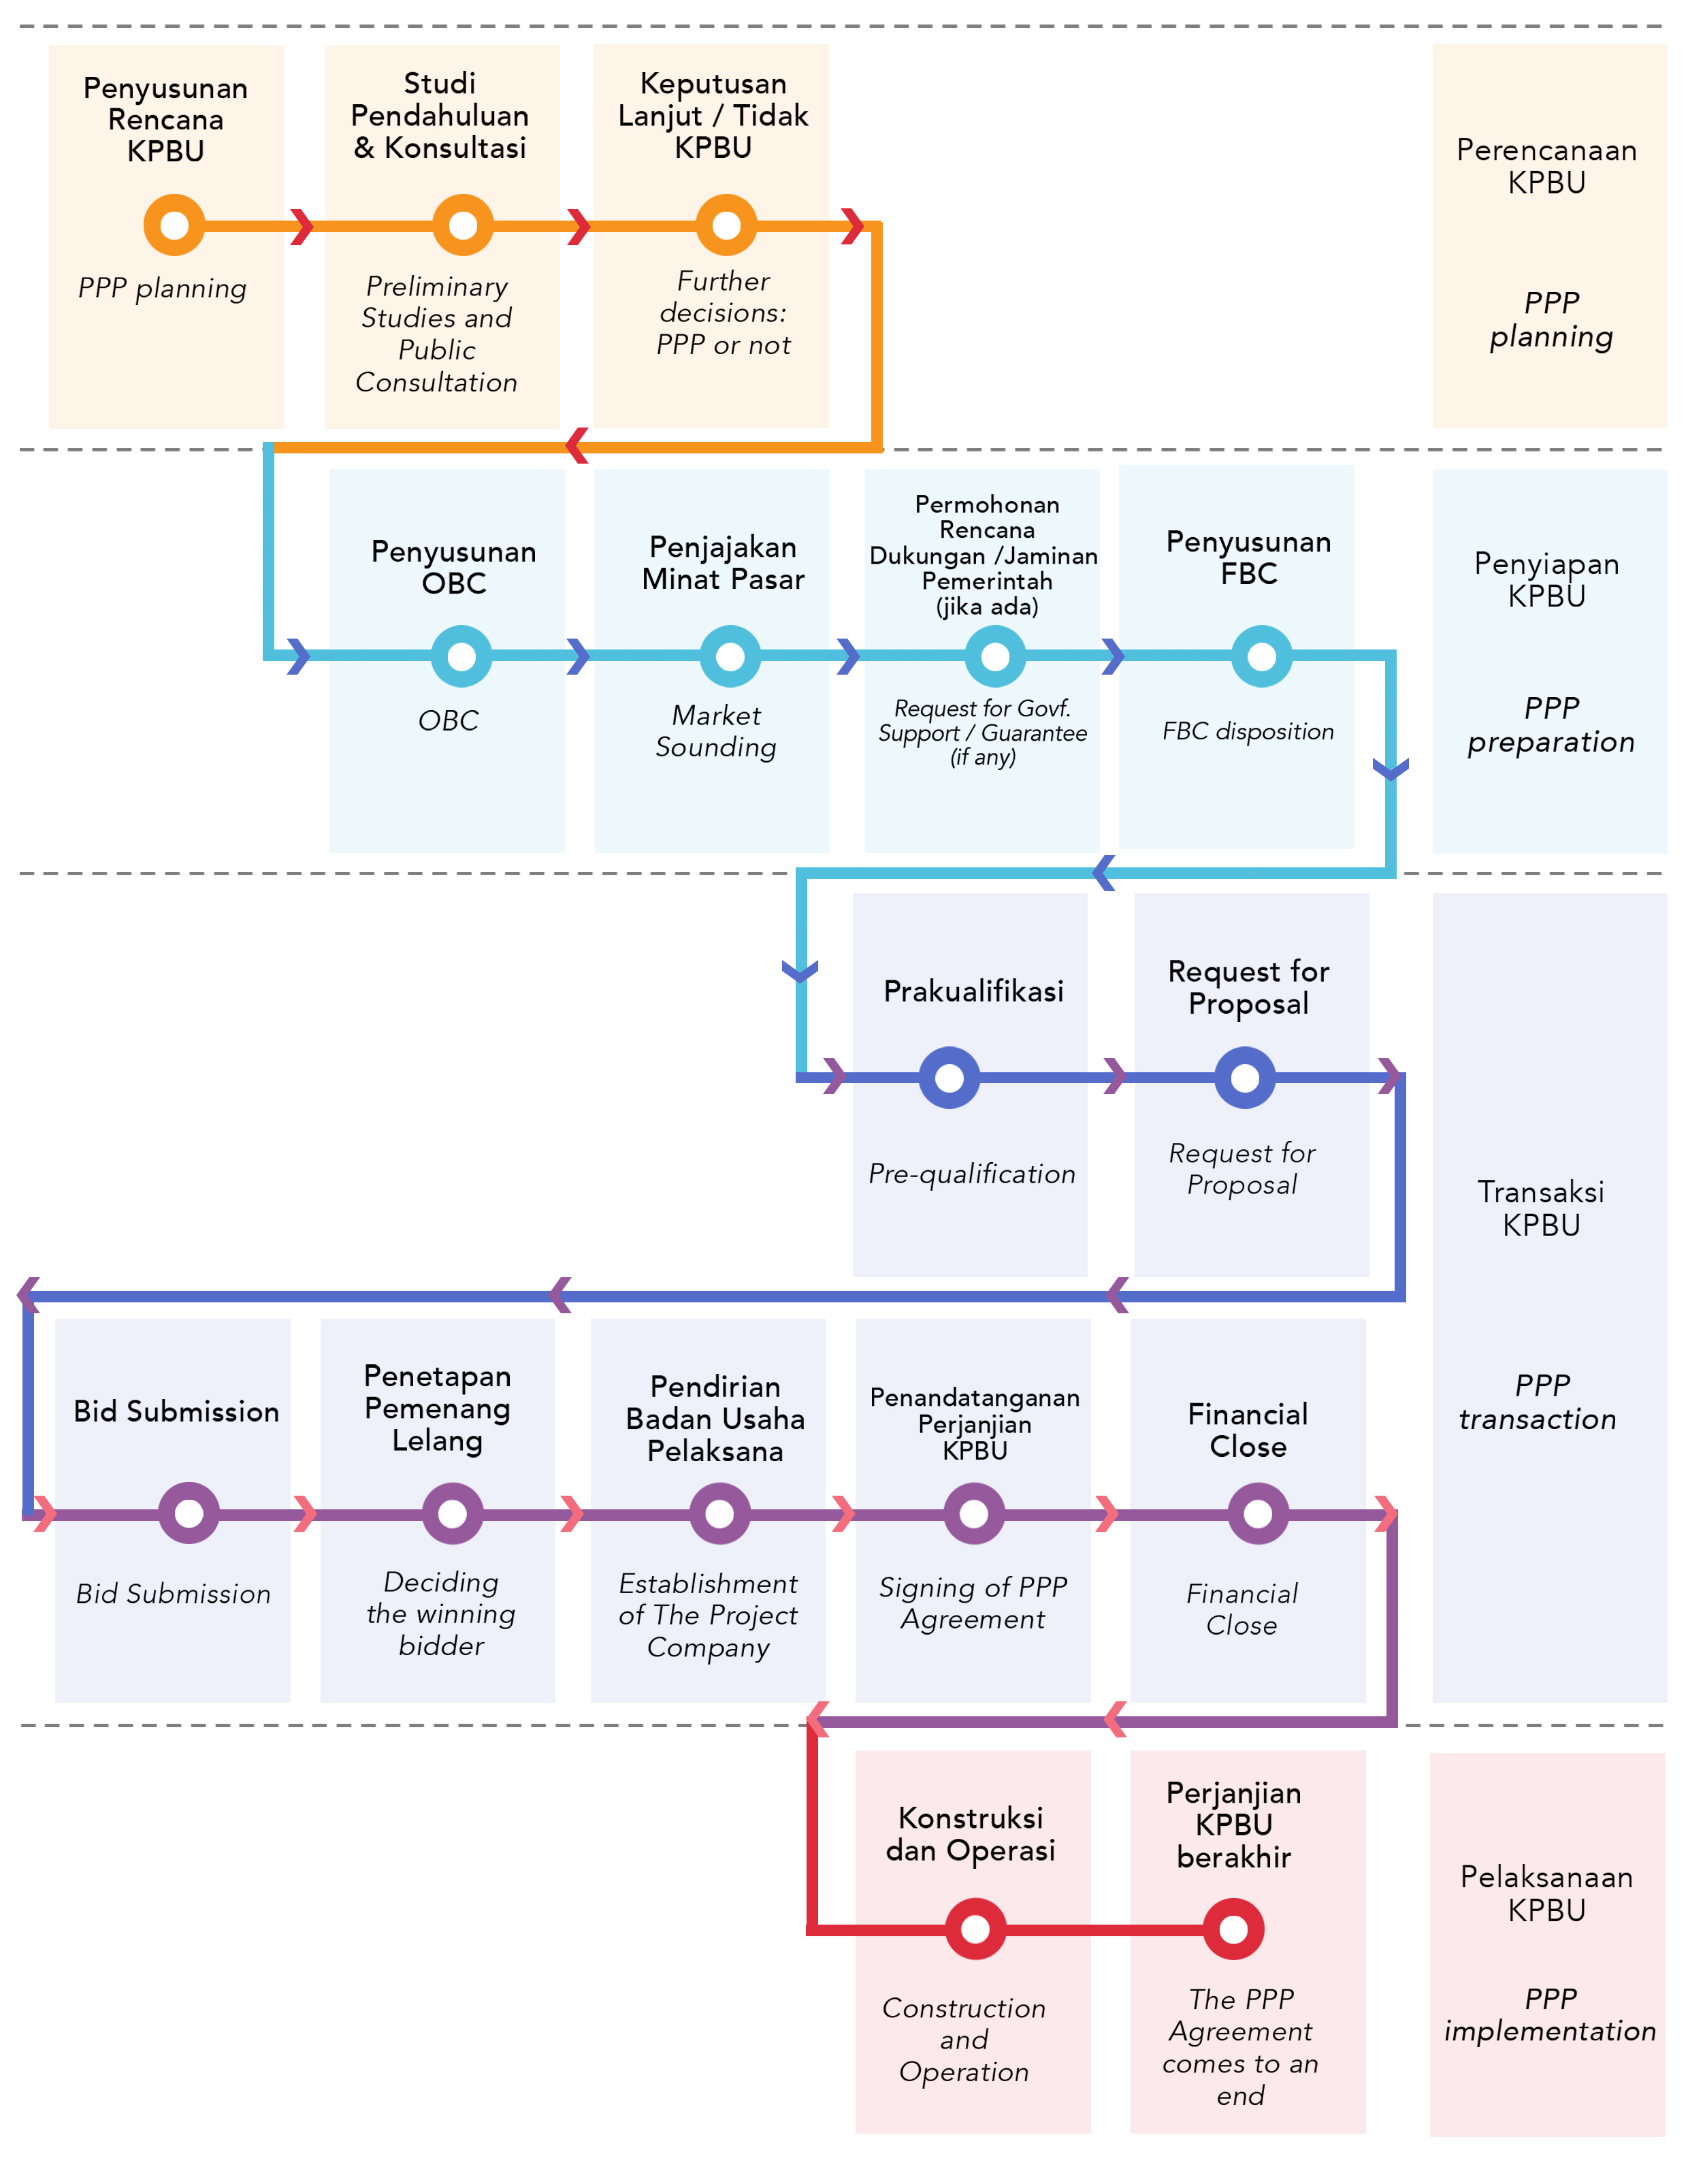 Penyusunan
Rencana
KPBU
PPP planning
Studi
Pendahuluan
& Konsultasi
Preliminary
Studies and
Public
Consultation
Keputusan
Lanjut / Tidak
KPBU
Further
decisions:
PPP or not
Perencanaan
KPBU
PPP
planning
Penyusunan
OBC
OBC
Penjajakan
Minat Pasar
Market
Sounding
Permohonan
Rencana
Dukungan /Jaminan
Pemerintah
(jika ada)
Request for Govf.
Support / Guarantee
(if any)
Penyusunan
FBC
FBC disposition
Penyiapan
KPBU
PPP
preparation
Prakualifikasi
Pre-qualification
Request for
Proposal
Request for
Proposal
Transaksi
KPBU
PPP
transaction
Bid Submission
Bid Submission
Penetapan
Pemenang
Lelang
Deciding
the winning
bidder
Pendirian
Badan Usaha
Pelaksana
Establishment
of The Project
Company
Penandatanganan
Perjanjian
KPBU
Signing of PPP
Agreement
Financial
Close
Financial
Close
Konstruksi
dan Operasi
Construction
and
Operation
Perjanjian
KPBU
berakhir
The PPP
Agreement
comes to an
end
Pelaksanaan
KPBU
PPP
implementation